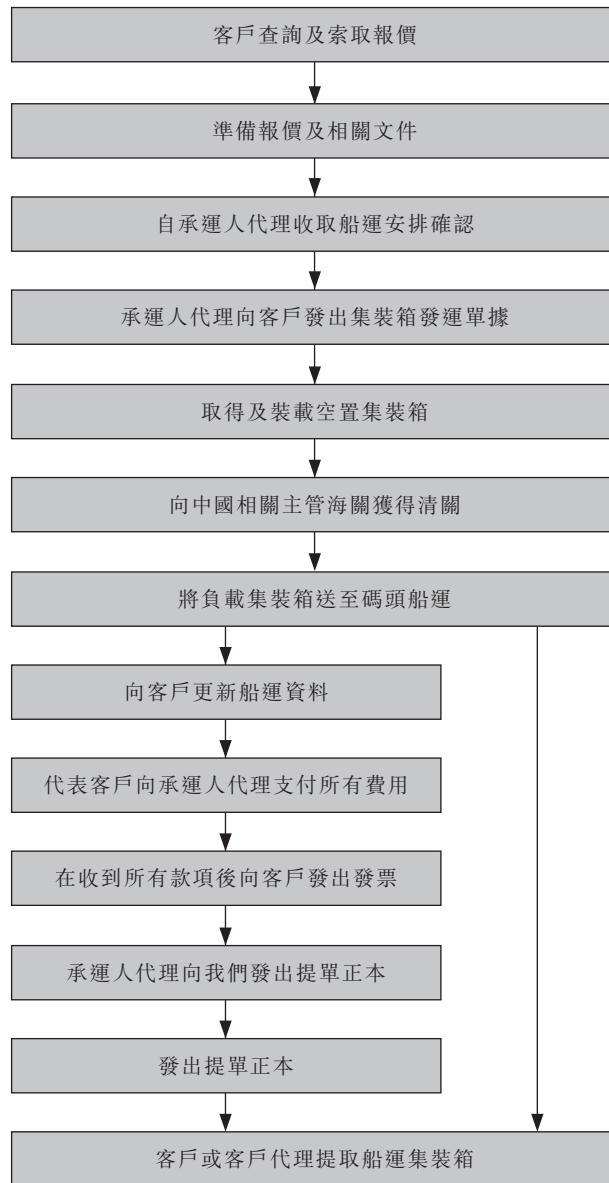 客戶查詢及索取報價
準備報價及相關文件
自承運人代理收取船運安排確認
承運人代理向客戶發出集裝箱發運單據
取得及裝載空置集裝箱
向中國相關主管海關獲得清關
將負載集裝箱送至碼頭船運
向客戶更新船運資料
代表客戶向承運人代理支付所有費用
在收到所有款項後向客戶發出發票
承運人代理向我們發出提單正本
發出提單正本
客戶或客戶代理提取船運集裝箱